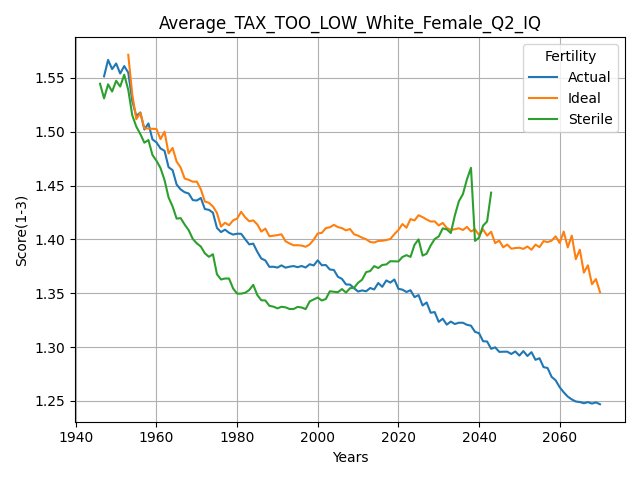 Average_TAX_TOO_LOW_White_Female_Q2_IQ
Fertility
Actual
Ideal
Sterile
Score(1-3)
1.55
1.50
1.45
1.40
1.35
1.30
1.25
1940 1960 1980 2000 2020 2040 2060
Years